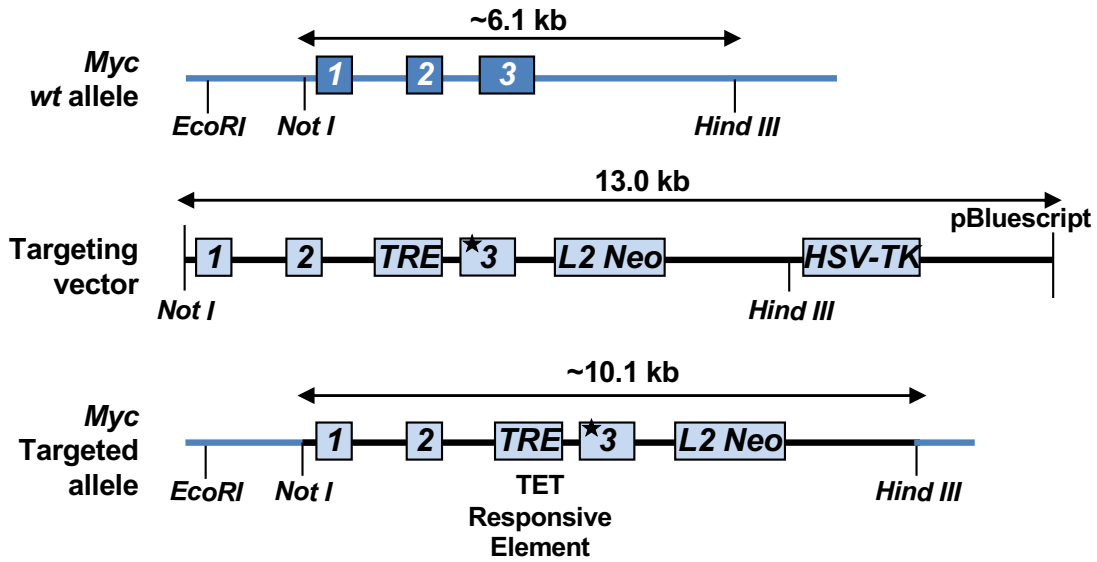 ~6.1 kb
Myc
wt allele
1 2 3
EcoRI Not I Hind III
13.0 kb
pBluescript
Targeting
vector
1 2 TRE 3 L2 Neo HSV-TK
Not I Hind III
~10.1 kb
Myc
Targeted
allele
1 2 TRE 3 L2 Neo
EcoRI Not I Hind III
TET
Responsive
Element